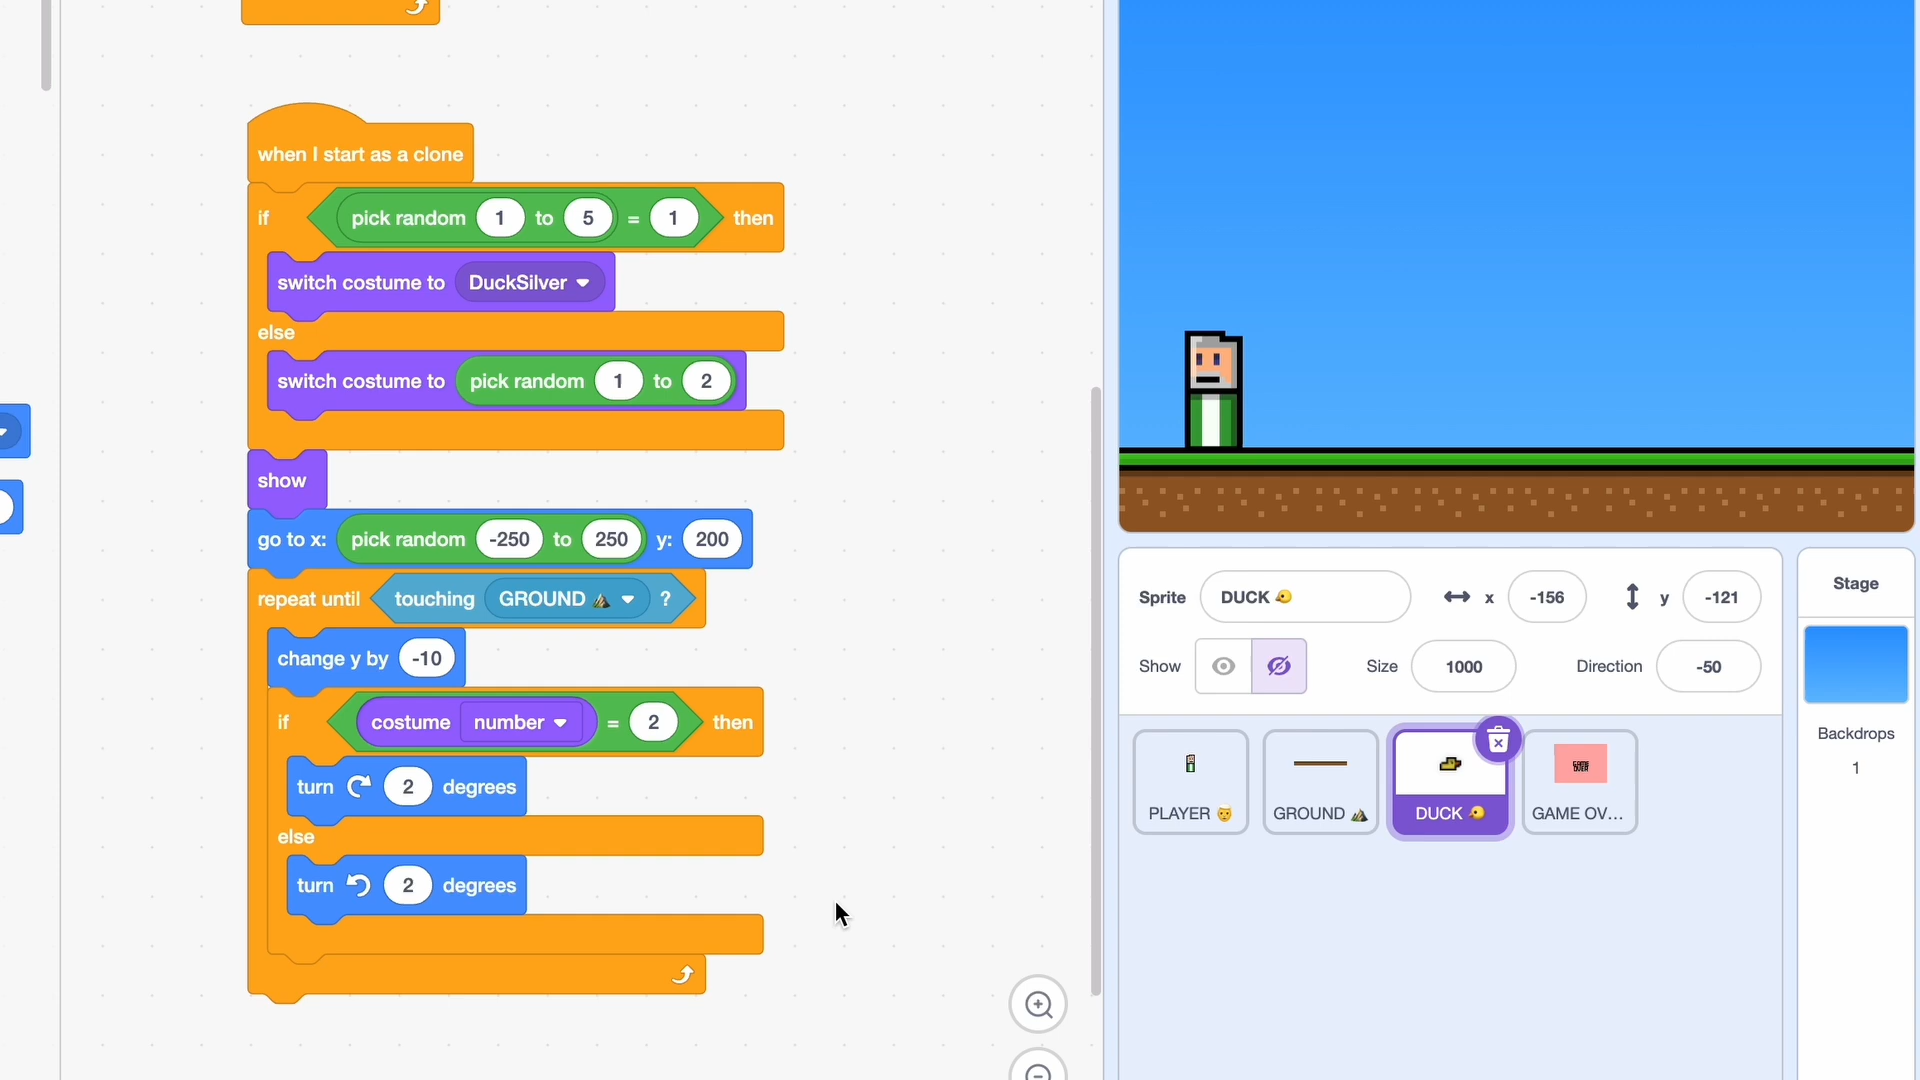 when I start as a clone
if pick random 1 to 5 = 1 then
switch costume to DuckSilver
else
switch costume to pick random 1 to 2
show
go to x: pick random -250 to 250 y: 200
repeat until touching GROUND ⛰️ ?
change y by -10
if costume number = 2 then
turn 2 degrees
else
turn 2 degrees
Sprite DUCK 🐤 x -156 y -121
Show Size 1000 Direction -50
PLAYER 👴 GROUND ⛰️ DUCK 🐤 GAME OV...
GAME
OVER
Stage
Backdrops
1